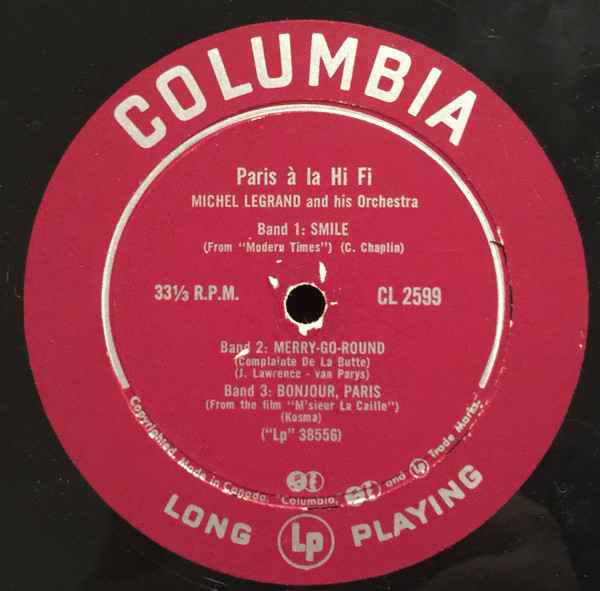 COLUMBIA
Paris à la Hi Fi
MICHEL LEGRAND and his Orchestra
Band 1: SMILE
(From "Moderu Times") (C. Chaplin)
33⅓ R.P.M.
CL 2599
Band 2: MERRY-GO-ROUND
(Complainte De La Butte)
(J. Lawrence - van Parys)
Band 3: BONJOUR, PARIS
(From the film "M'sieur La Caille")
(Kosma)
("Lp" 38556)
Copyrighted. Made in Canada. "Columbia, and Lp Trade Marks.
LONG Lp PLAYING